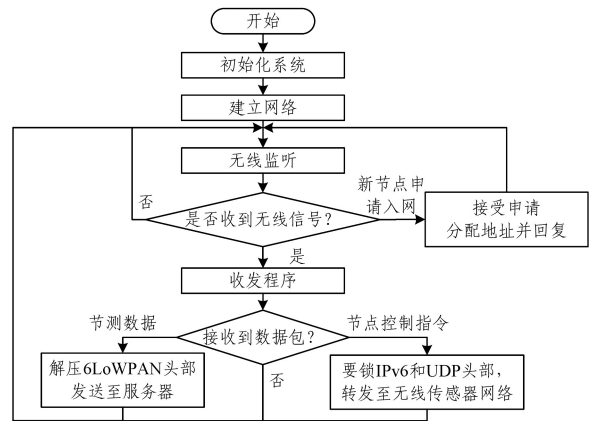 开始
初始化系统
建立网络
无线监听
否
新节点申
请入网
是否收到无线信号?
接受申请
分配地址并回复
是
收发程序
节测数据
接收到数据包?
节点控制指令
解压6LoWPAN头部
发送至服务器
否
要锁IPv6和UDP头部,
转发至无线传感器网络